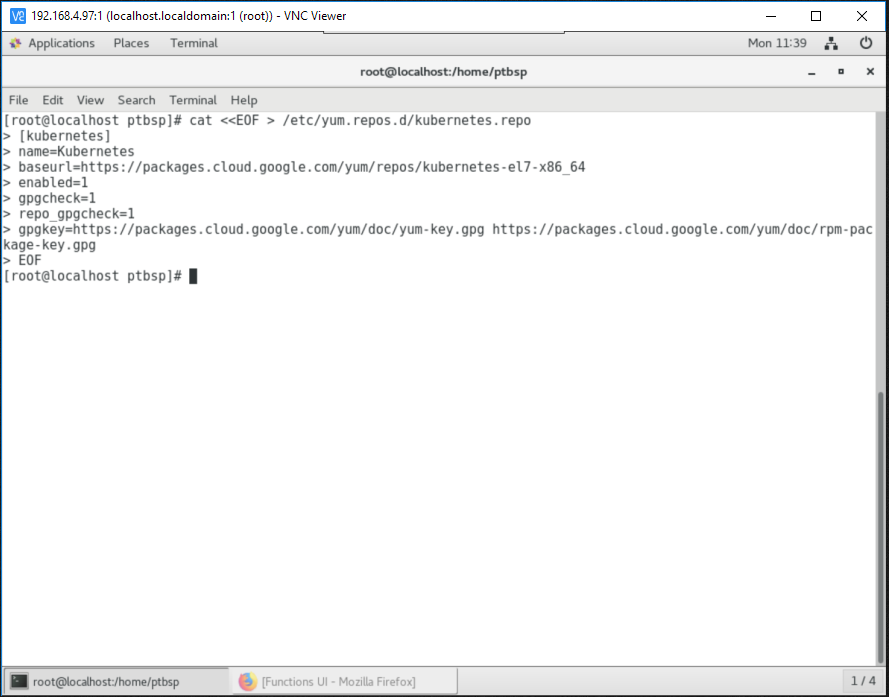 VS 192.168.4.97:1 (localhost.localdomain:1 (root)) - VNC Viewer
Applications Places Terminal Mon 11:39
root@localhost:/home/ptbsp
File Edit View Search Terminal Help
[root@localhost ptbsp]# cat <<EOF > /etc/yum.repos.d/kubernetes.repo
> [kubernetes]
> name=Kubernetes
> baseurl=https://packages.cloud.google.com/yum/repos/kubernetes-el7-x86_64
> enabled=1
> gpgcheck=1
> repo_gpgcheck=1
> gpgkey=https://packages.cloud.google.com/yum/doc/yum-key.gpg https://packages.cloud.google.com/yum/doc/rpm-pac
kage-key.gpg
> EOF
[root@localhost ptbsp]#
root@localhost:/home/ptbsp [Functions UI - Mozilla Firefox] 1 / 4